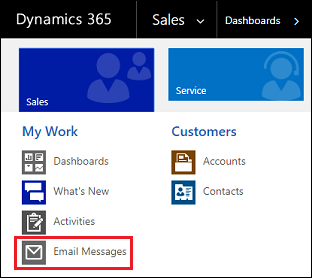 Dynamics 365 Sales Dashboards
Sales Service
My Work Customers
Dashboards Accounts
What's New Contacts
Activities
Email Messages